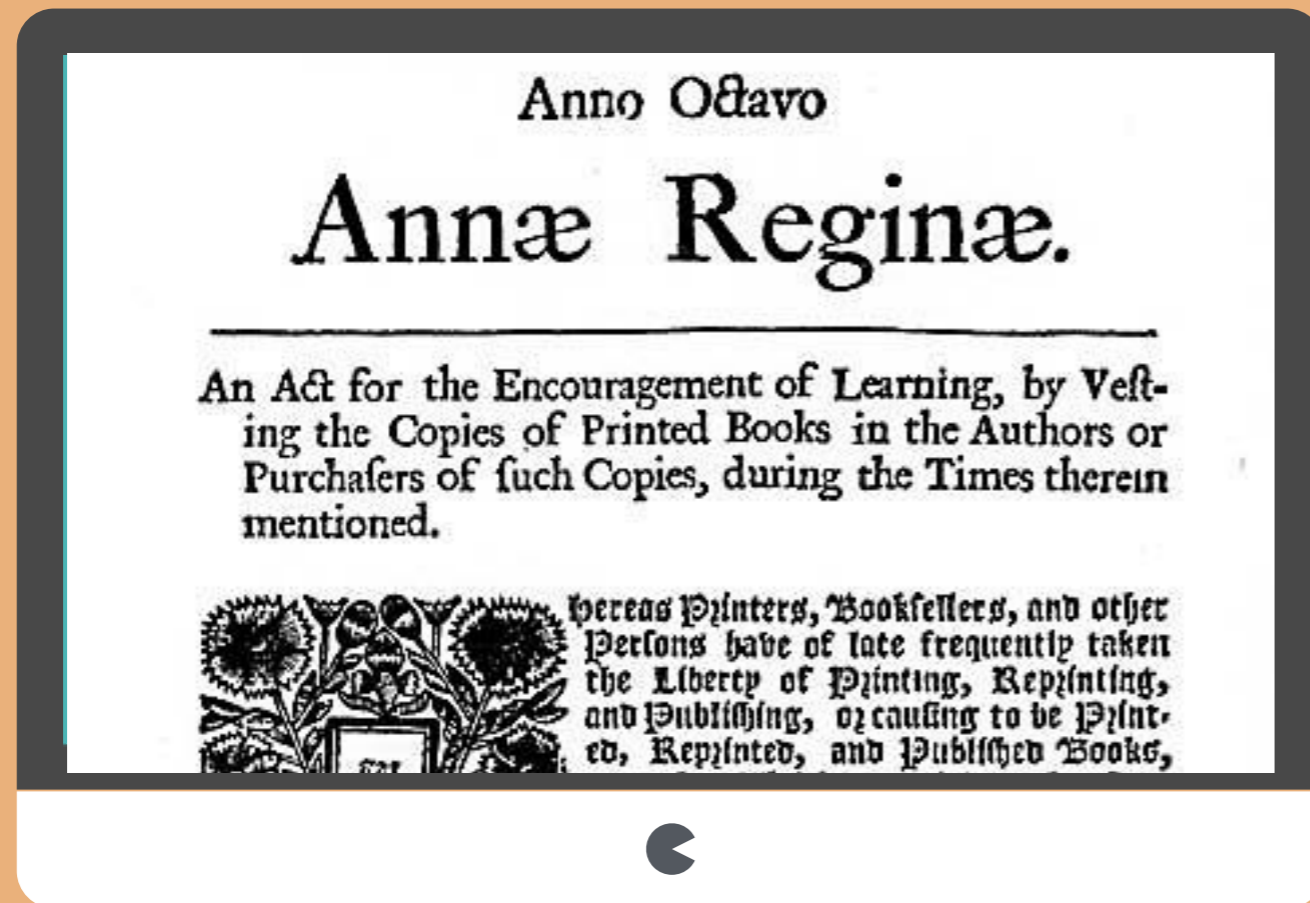 Anno Octavo
Annæ Reginæ.
An Act for the Encouragement of Learning, by Veſt-
ing the Copies of Printed Books in the Authors or
Purchaſers of ſuch Copies, during the Times therein
mentioned.
hereas Printers, Bookſellers, and other
Perſons have of late frequently taken
the Liberty of Printing, Reprinting,
and Publiſhing, or cauſing to be Print-
ed, Reprinted, and Publiſhed Books,